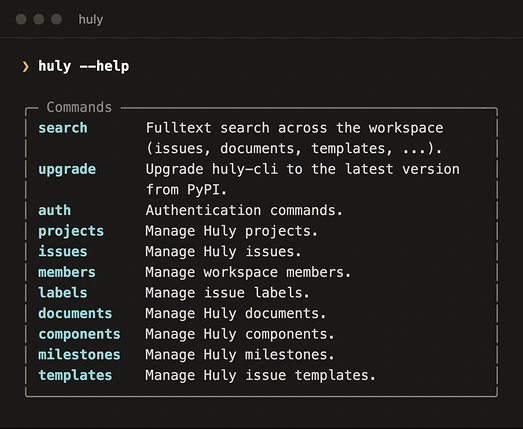 huly
❯ huly --help
Commands
search Fulltext search across the workspace
(issues, documents, templates, ...).
upgrade Upgrade huly-cli to the latest version
from PyPI.
auth Authentication commands.
projects Manage Huly projects.
issues Manage Huly issues.
members Manage workspace members.
labels Manage issue labels.
documents Manage Huly documents.
components Manage Huly components.
milestones Manage Huly milestones.
templates Manage Huly issue templates.